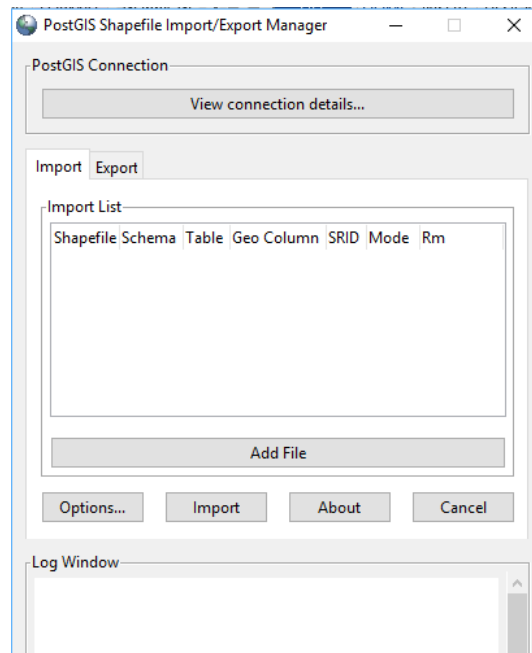 PostGIS Shapefile Import/Export Manager
PostGIS Connection
View connection details...
Import Export
Import List
Shapefile Schema Table Geo Column SRID Mode Rm
Add File
Options... Import About Cancel
Log Window